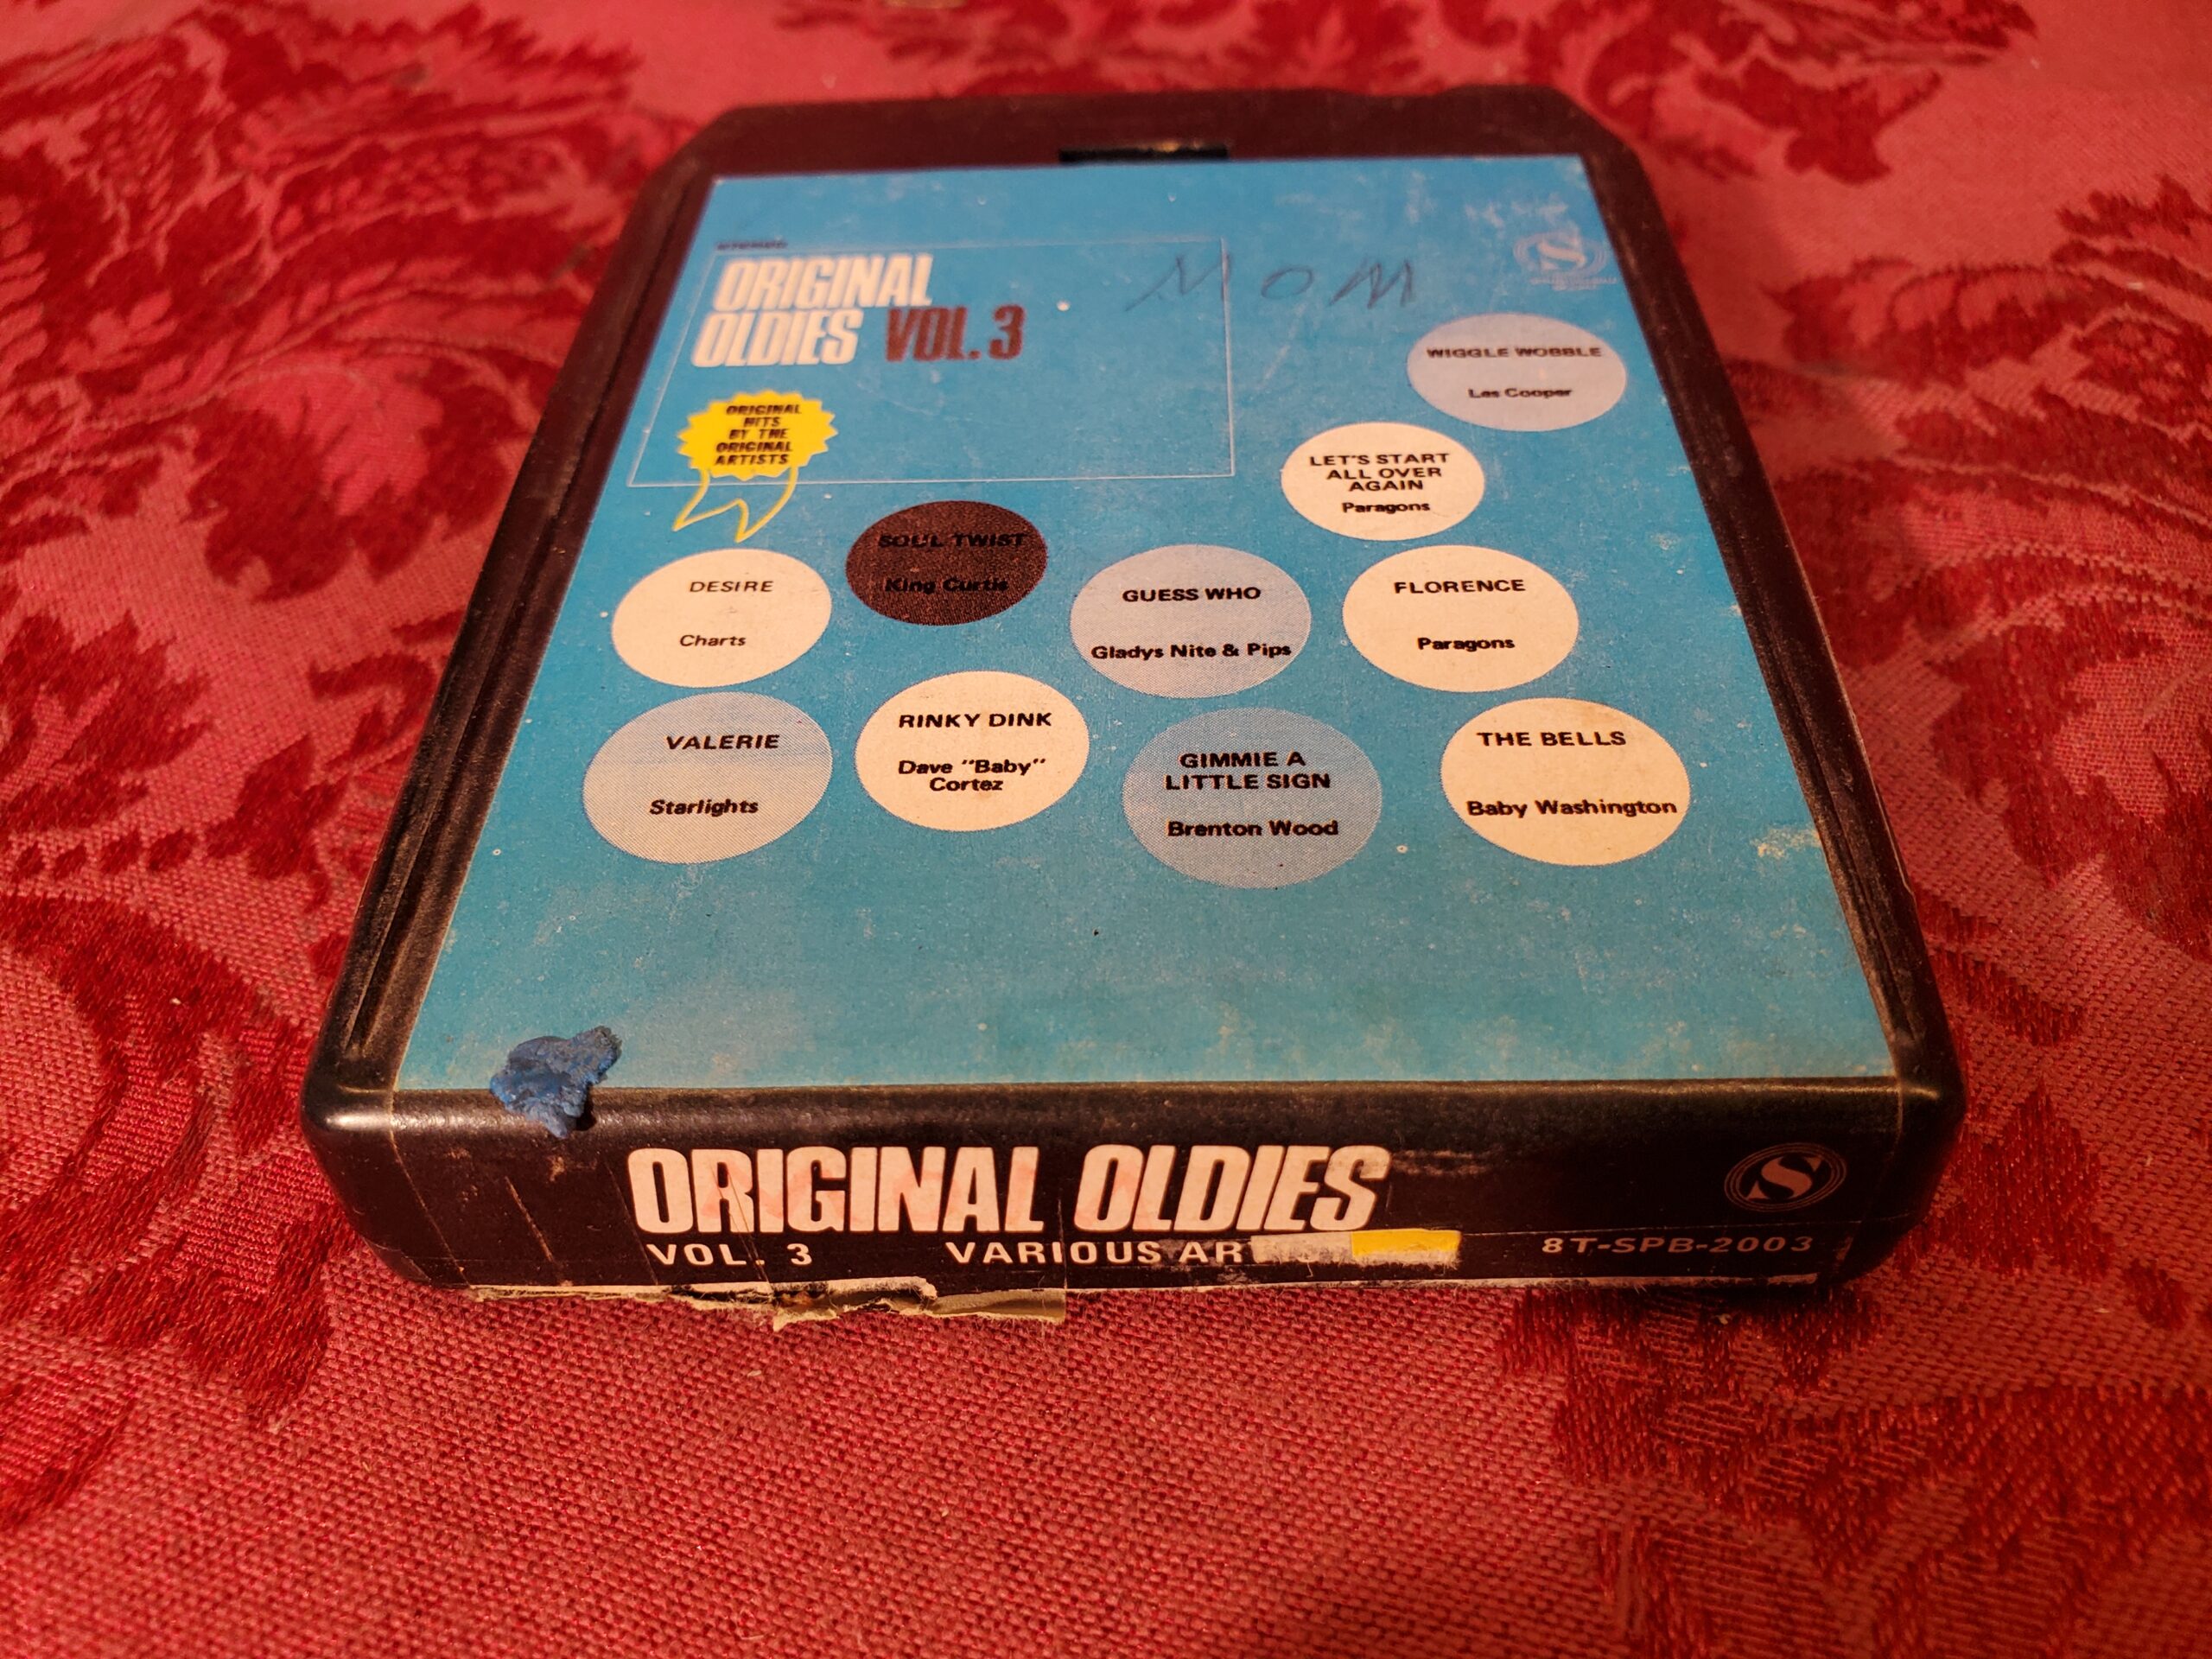 STEREO
ORIGINAL
OLDIES VOL. 3
MOM
S
ORIGINAL
HITS
BY THE
ORIGINAL
ARTISTS
WIGGLE WOBBLE
Les Cooper
LET'S START
ALL OVER
AGAIN
Paragons
SOUL TWIST
King Curtis
DESIRE
Charts
GUESS WHO
Gladys Nite & Pips
FLORENCE
Paragons
VALERIE
Starlights
RINKY DINK
Dave "Baby"
Cortez
GIMMIE A
LITTLE SIGN
Brenton Wood
THE BELLS
Baby Washington
ORIGINAL OLDIES
S
VOL. 3 VARIOUS AR
8T-SPB-2003